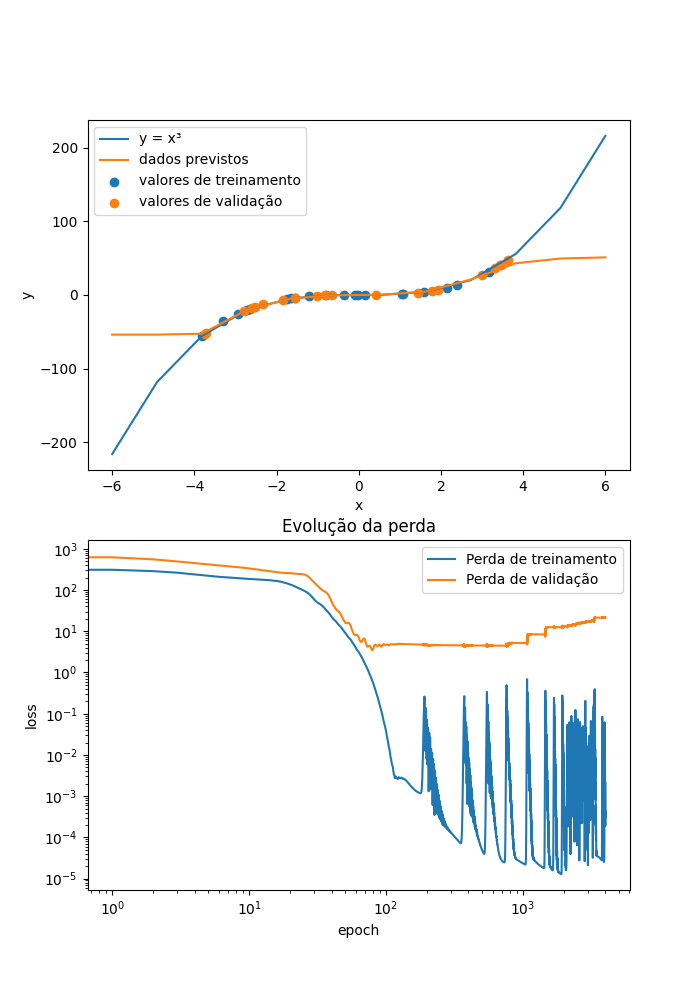 y = x³
dados previstos
valores de treinamento
valores de validação
200
100
0
−100
−200
y
−6 −4 −2 0 2 4 6
x
Evolução da perda
Perda de treinamento
Perda de validação
10³
10²
10¹
10⁰
10⁻¹
10⁻²
10⁻³
10⁻⁴
10⁻⁵
loss
10⁰ 10¹ 10² 10³
epoch